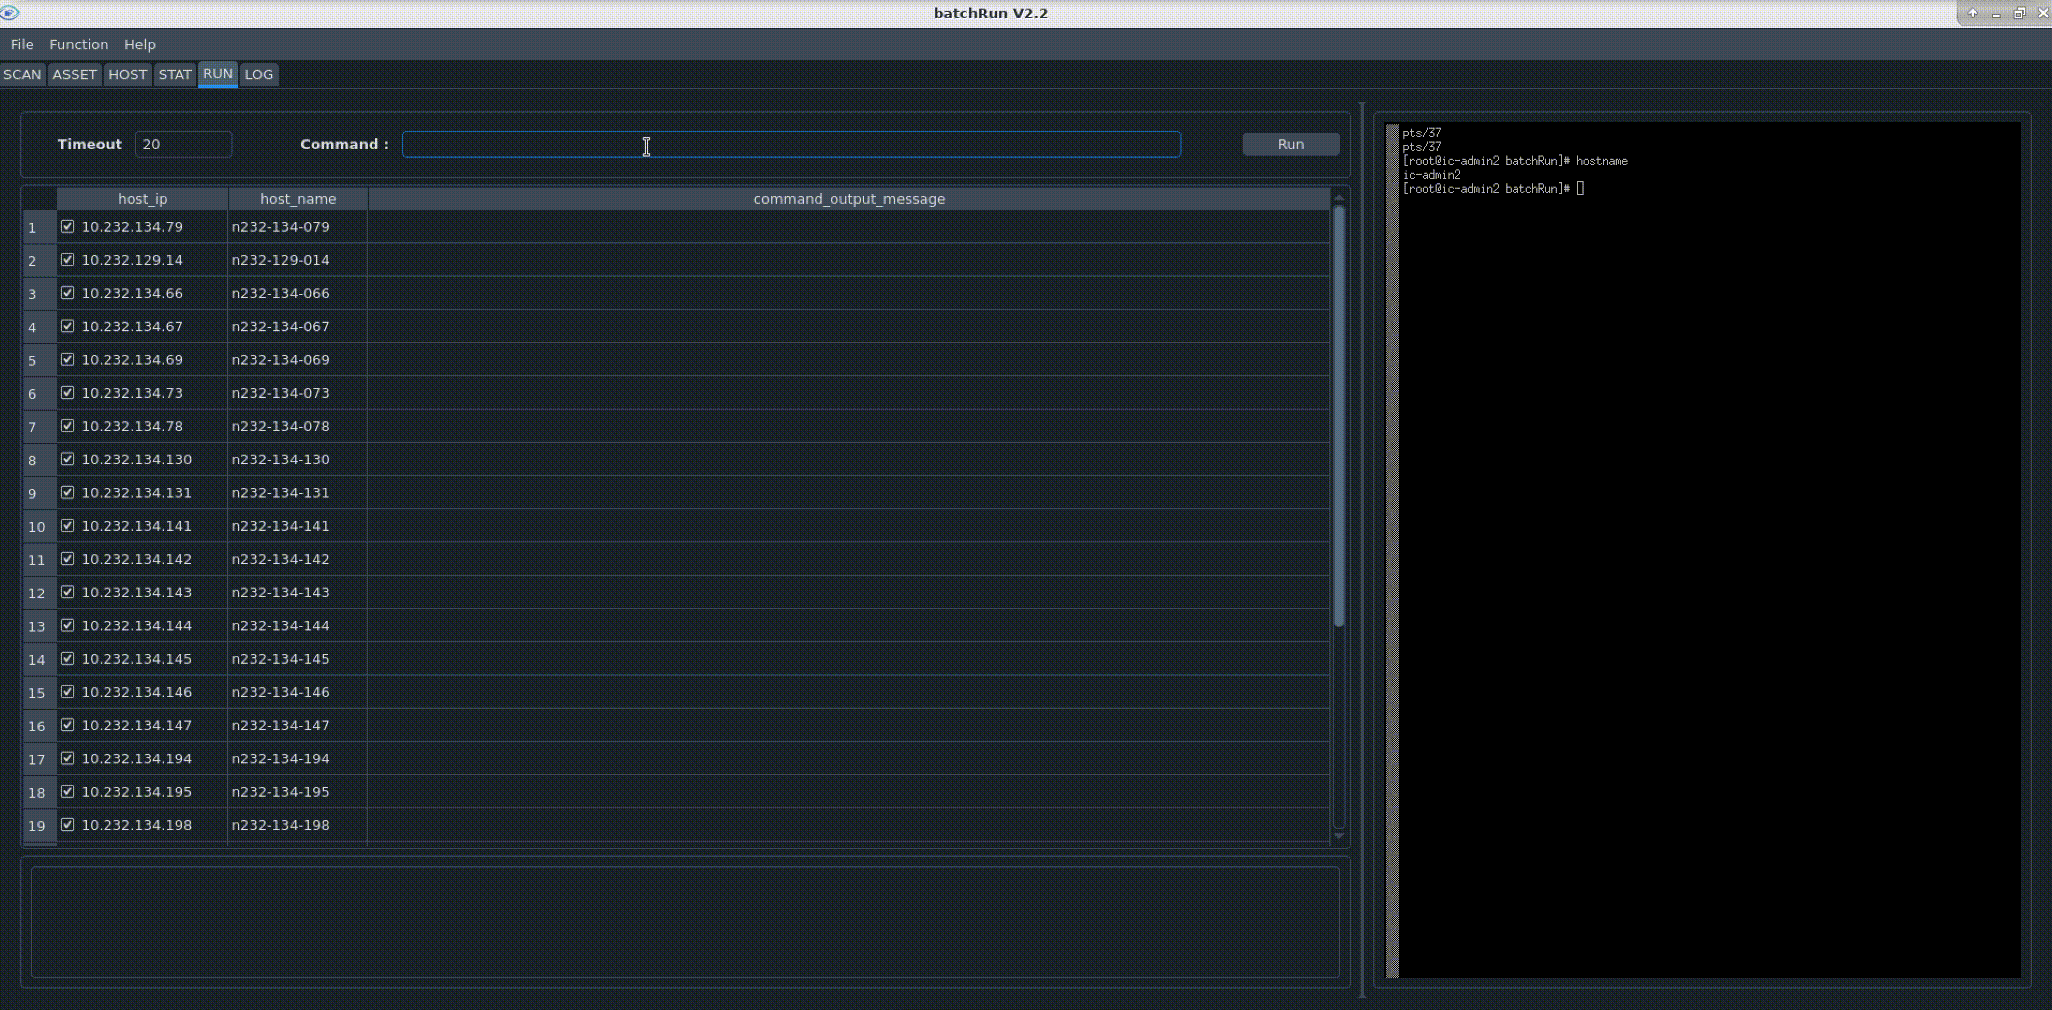 batchRun V2.2
File Function Help
SCAN ASSET HOST STAT RUN LOG
Timeout 20 Command : Run
host_ip host_name command_output_message
1 10.232.134.79 n232-134-079
2 10.232.129.14 n232-129-014
3 10.232.134.66 n232-134-066
4 10.232.134.67 n232-134-067
5 10.232.134.69 n232-134-069
6 10.232.134.73 n232-134-073
7 10.232.134.78 n232-134-078
8 10.232.134.130 n232-134-130
9 10.232.134.131 n232-134-131
10 10.232.134.141 n232-134-141
11 10.232.134.142 n232-134-142
12 10.232.134.143 n232-134-143
13 10.232.134.144 n232-134-144
14 10.232.134.145 n232-134-145
15 10.232.134.146 n232-134-146
16 10.232.134.147 n232-134-147
17 10.232.134.194 n232-134-194
18 10.232.134.195 n232-134-195
19 10.232.134.198 n232-134-198
pts/37
pts/37
[root@ic-admin2 batchRun]# hostname
ic-admin2
[root@ic-admin2 batchRun]#